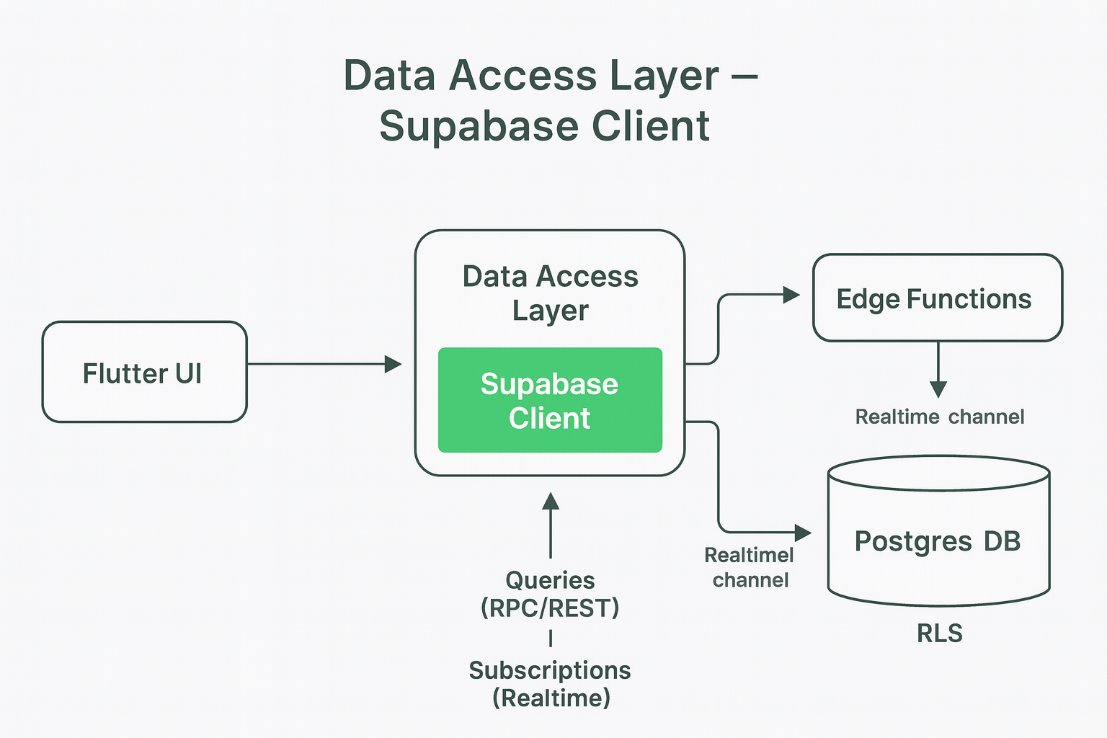 Data Access Layer –
Supabase Client
Flutter UI
Data Access
Layer
Supabase
Client
Edge Functions
Realtime channel
Postgres DB
RLS
Realtimel
channel
Queries
(RPC/REST)
Subscriptions
(Realtime)